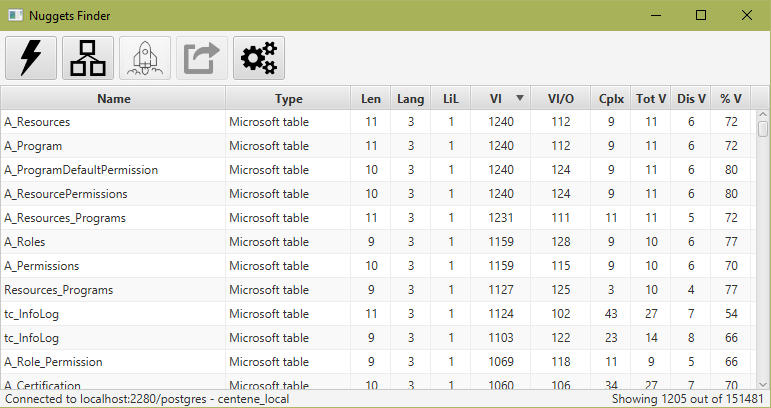 Nuggets Finder
Name Type Len Lang LiL VI VI/O Cplx Tot V Dis V % V
A_Resources Microsoft table 11 3 1 1240 112 9 11 6 72
A_Program Microsoft table 11 3 1 1240 112 9 11 6 72
A_ProgramDefaultPermission Microsoft table 10 3 1 1240 124 9 11 6 80
A_ResourcePermissions Microsoft table 10 3 1 1240 124 9 11 6 80
A_Resources_Programs Microsoft table 11 3 1 1231 111 11 11 5 72
A_Roles Microsoft table 9 3 1 1159 128 9 10 6 77
A_Permissions Microsoft table 10 3 1 1159 115 9 10 6 70
Resources_Programs Microsoft table 9 3 1 1127 125 3 10 4 77
tc_InfoLog Microsoft table 11 3 1 1124 102 43 27 7 54
tc_InfoLog Microsoft table 9 3 1 1103 122 23 14 8 66
A_Role_Permission Microsoft table 9 3 1 1069 118 11 9 5 66
A_Certification Microsoft table 10 3 1 1060 106 34 27 7 70
Connected to localhost:2280/postgres - centene_local Showing 1205 out of 151481